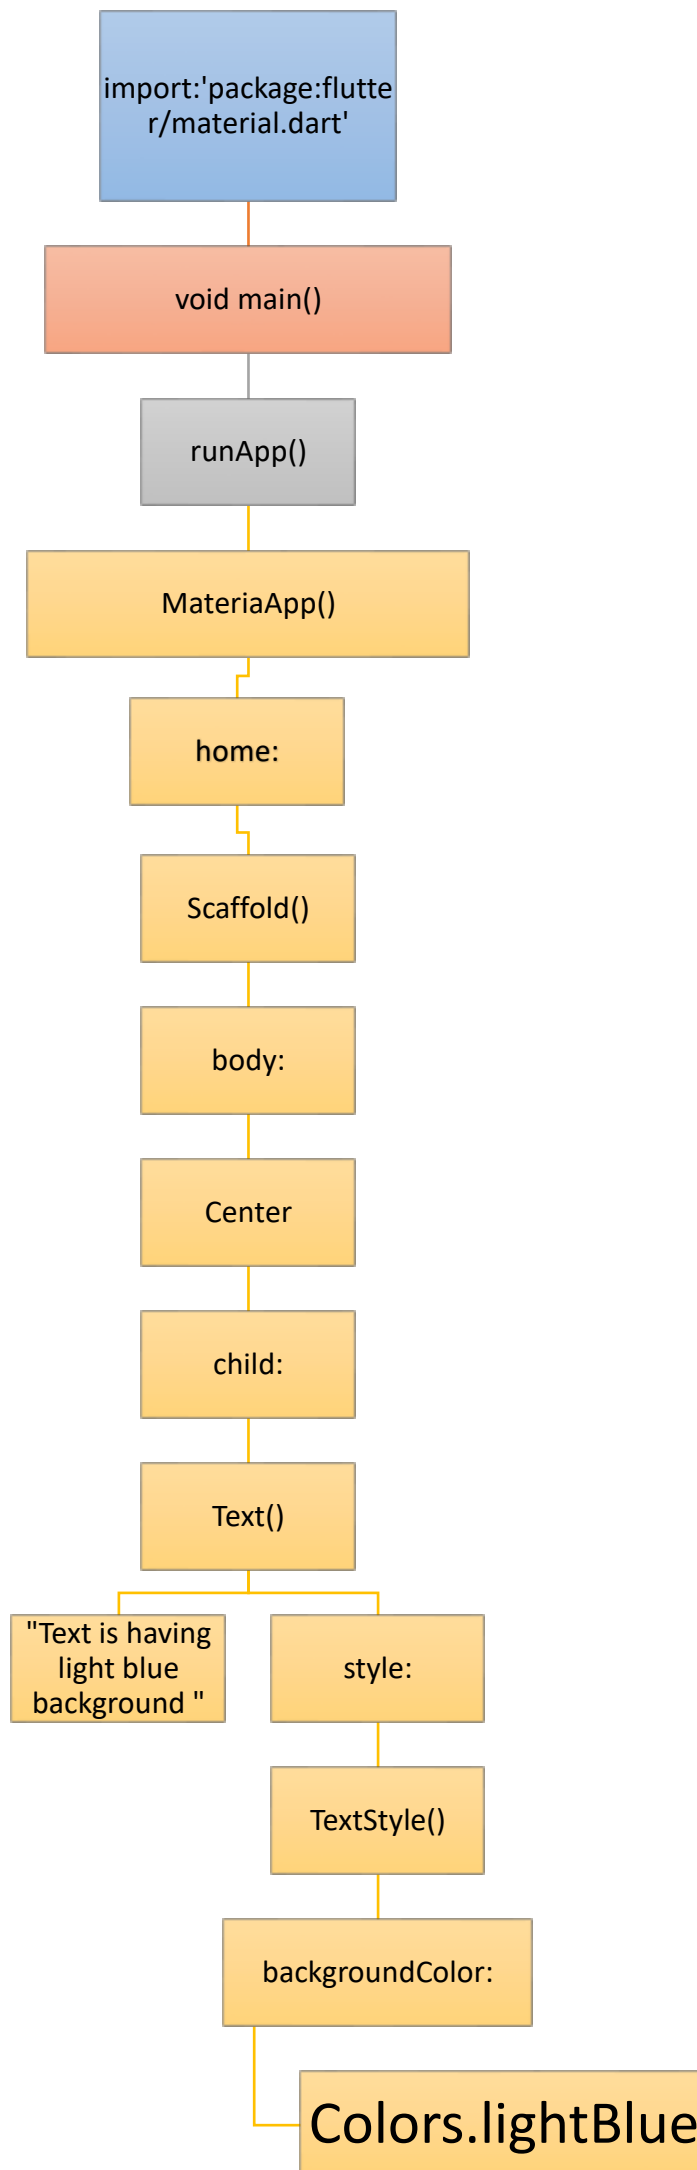 import:'package:flutte
r/material.dart'
void main()
runApp()
MateriaApp()
home:
Scaffold()
body:
Center
child:
Text()
"Text is having
light blue
background "
style:
TextStyle()
backgroundColor:
Colors.lightBlue